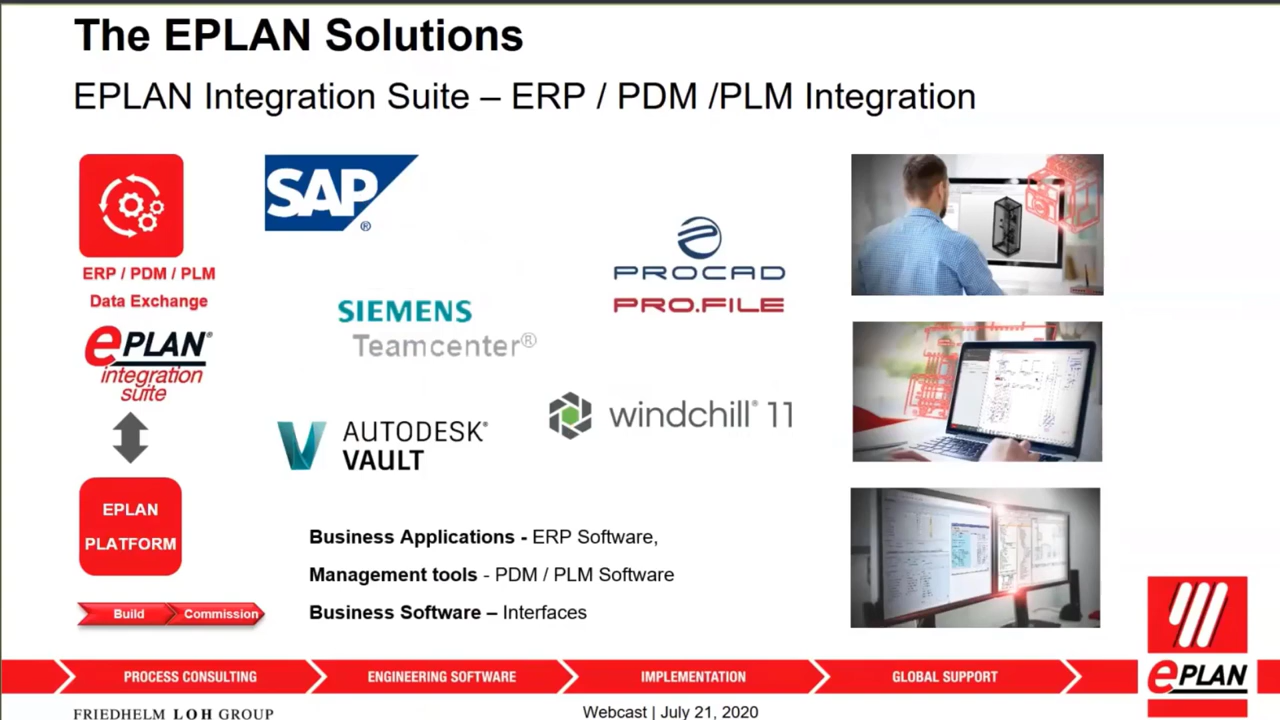 The EPLAN Solutions
EPLAN Integration Suite – ERP / PDM /PLM Integration
SAP®
ERP / PDM / PLM
Data Exchange
ePLAN®
integration
suite
PROCAD
PRO.FILE
SIEMENS
Teamcenter®
windchill® 11
AUTODESK®
VAULT
EPLAN
PLATFORM
Business Applications - ERP Software,
Management tools - PDM / PLM Software
Business Software – Interfaces
Build Commission
PROCESS CONSULTING ENGINEERING SOFTWARE IMPLEMENTATION GLOBAL SUPPORT
ePLAN
FRIEDHELM LOH GROUP
Webcast | July 21, 2020